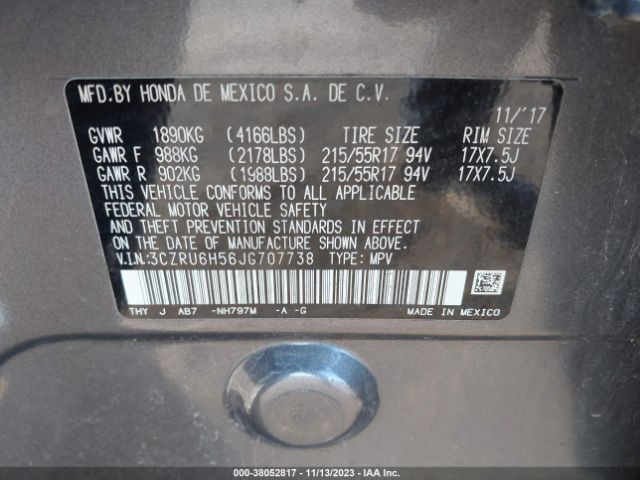 MFD.BY HONDA DE MEXICO S.A. DE C.V.
11/'17
GVWR 1890KG (4166LBS) TIRE SIZE RIM SIZE
GAWR F 988KG (2178LBS) 215/55R17 94V 17X7.5J
GAWR R 902KG (1988LBS) 215/55R17 94V 17X7.5J
THIS VEHICLE CONFORMS TO ALL APPLICABLE
FEDERAL MOTOR VEHICLE SAFETY
AND THEFT PREVENTION STANDARDS IN EFFECT
ON THE DATE OF MANUFACTURE SHOWN ABOVE.
V.I.N.:3CZRU6H56JG707738 TYPE: MPV
THY J AB7 -NH797M -A -G MADE IN MEXICO
000-38052817 - 11/13/2023 - IAA Inc.